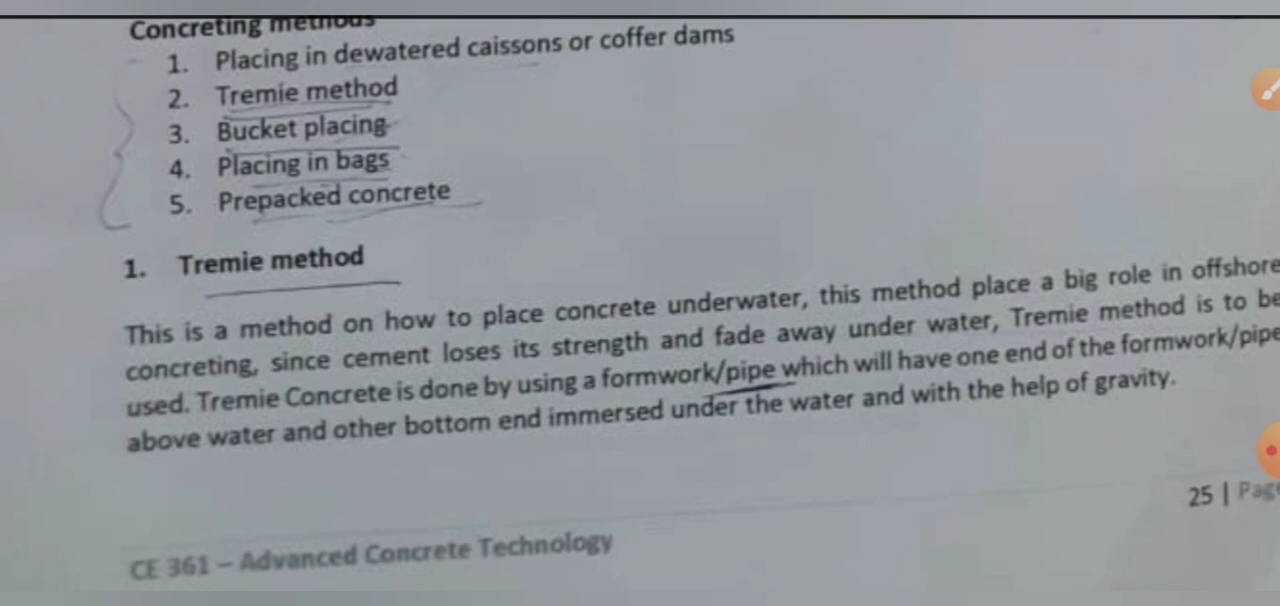 Concreting methods
1. Placing in dewatered caissons or coffer dams
2. Tremie method
3. Bucket placing
4. Placing in bags
5. Prepacked concrete
1. Tremie method
This is a method on how to place concrete underwater, this method place a big role in offshore
concreting, since cement loses its strength and fade away under water, Tremie method is to be
used. Tremie Concrete is done by using a formwork/pipe which will have one end of the formwork/pipe
above water and other bottom end immersed under the water and with the help of gravity.
25 | Page
CE 361 – Advanced Concrete Technology